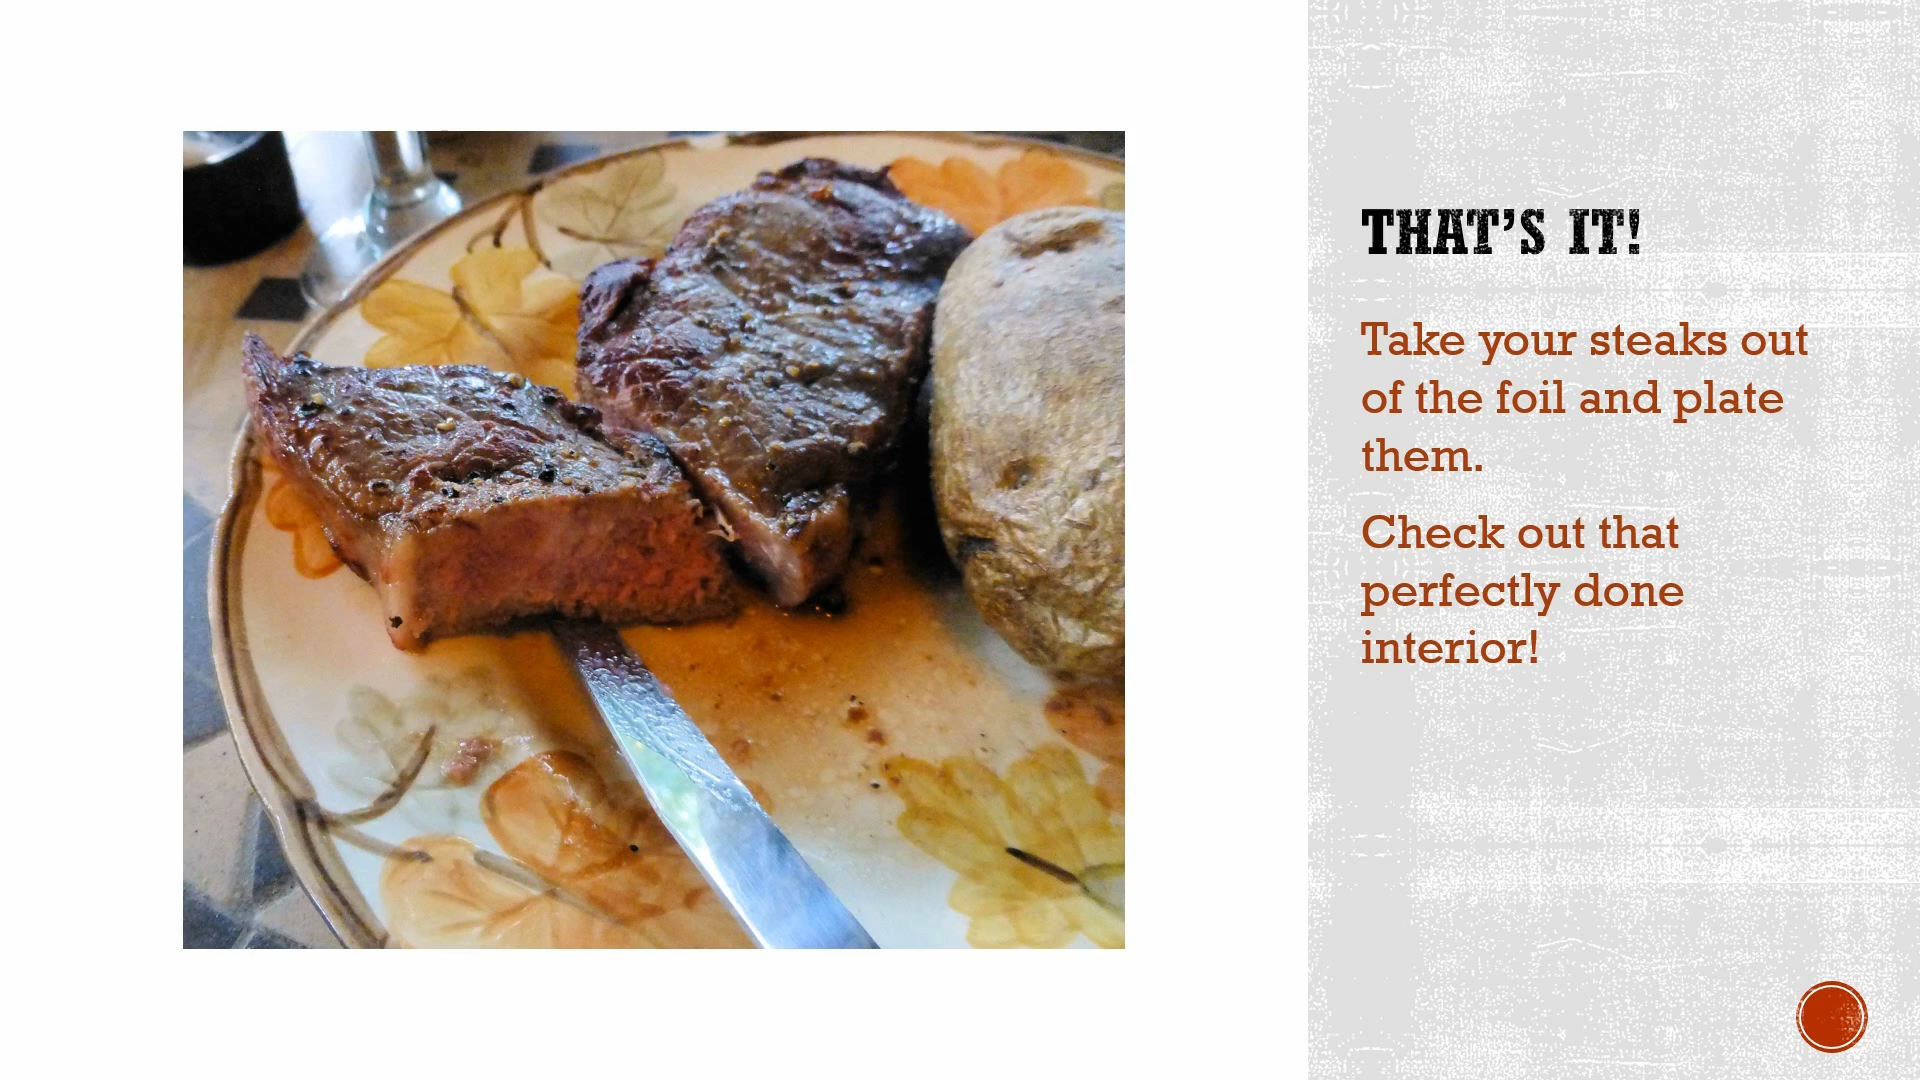 THAT’S IT!
Take your steaks out
of the foil and plate
them.
Check out that
perfectly done
interior!